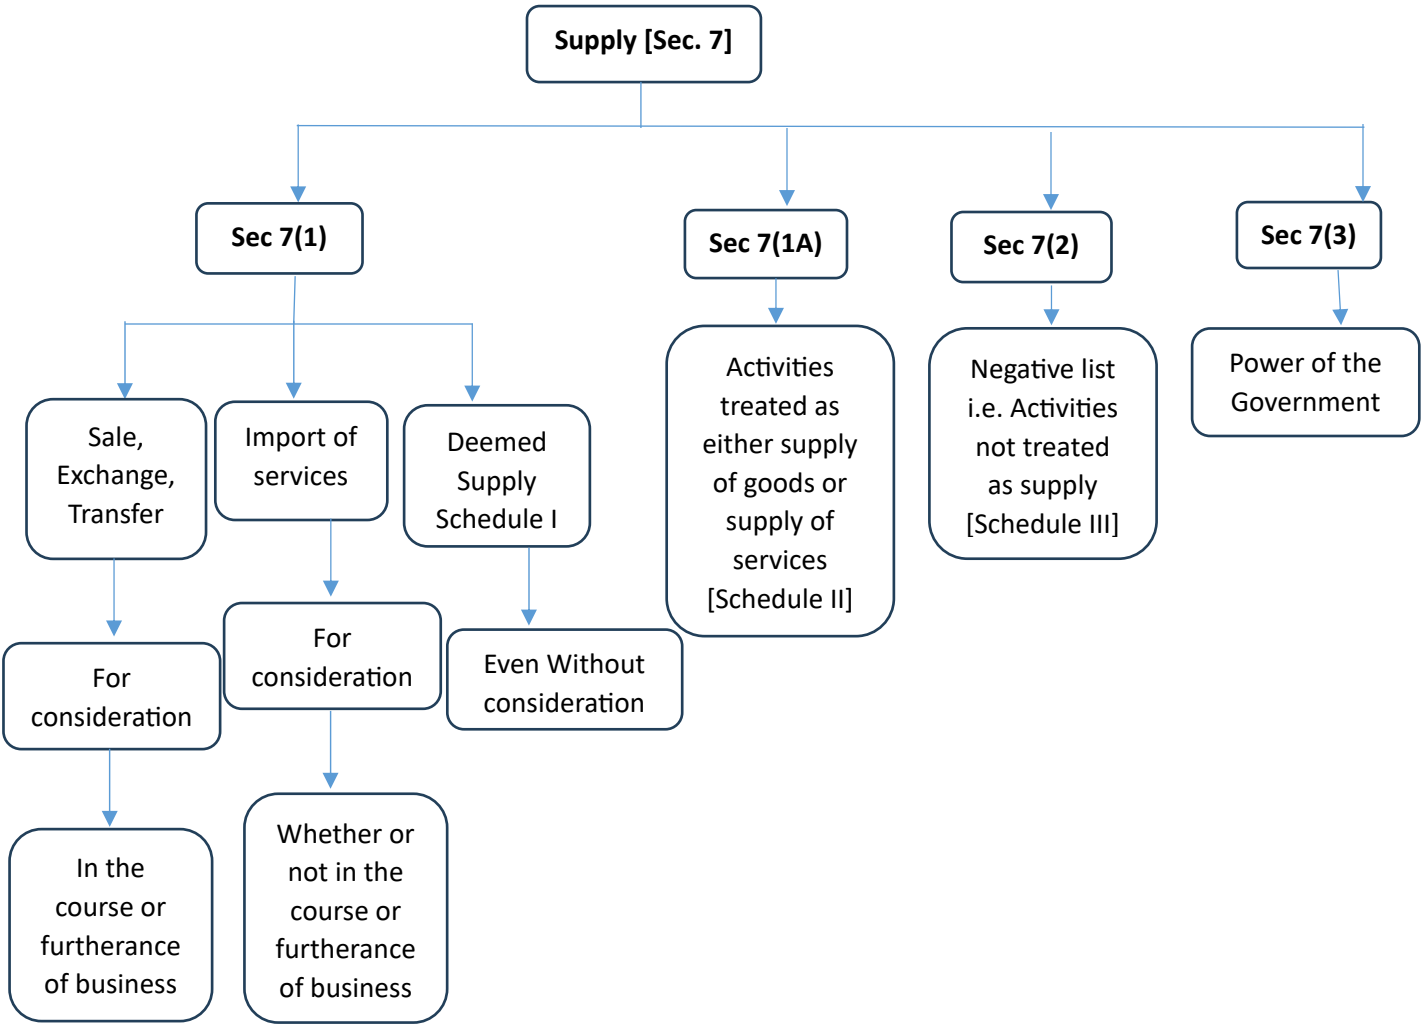 Supply [Sec. 7]
Sec 7(1)
Sec 7(1A)
Sec 7(2)
Sec 7(3)
Sale,
Exchange,
Transfer
Import of
services
Deemed
Supply
Schedule I
Activities
treated as
either supply
of goods or
supply of
services
[Schedule II]
Negative list
i.e. Activities
not treated
as supply
[Schedule III]
Power of the
Government
For
consideration
For
consideration
Even Without
consideration
In the
course or
furtherance
of business
Whether or
not in the
course or
furtherance
of business